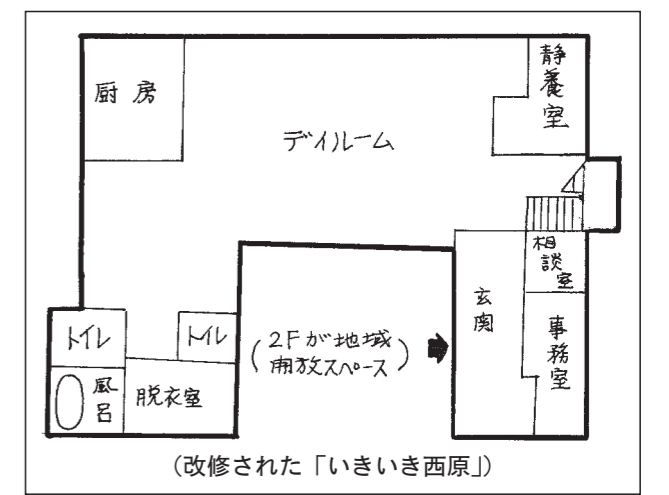 厨房
静養室
デイルーム
相談室
玄関
事務室
トイレ
トイレ
(2Fが地域
開放スペース)
風呂
脱衣室
(改修された「いきいき西原」)